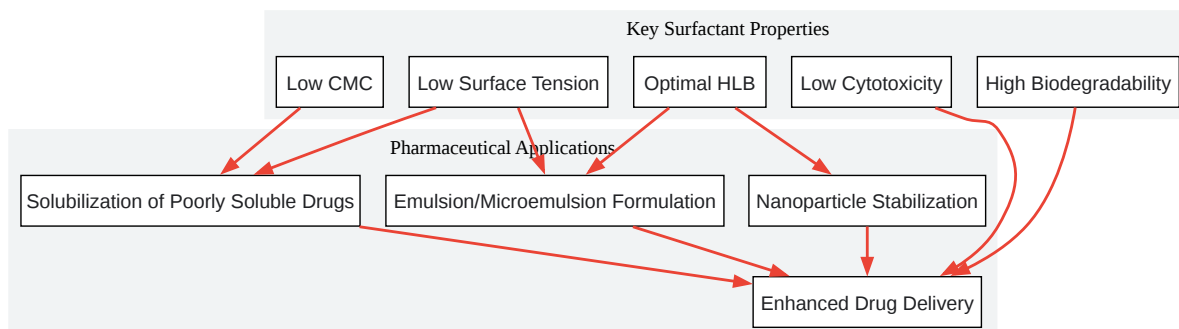 Key Surfactant Properties
Low CMC
Low Surface Tension
Optimal HLB
Low Cytotoxicity
High Biodegradability
Pharmaceutical Applications
Solubilization of Poorly Soluble Drugs
Emulsion/Microemulsion Formulation
Nanoparticle Stabilization
Enhanced Drug Delivery